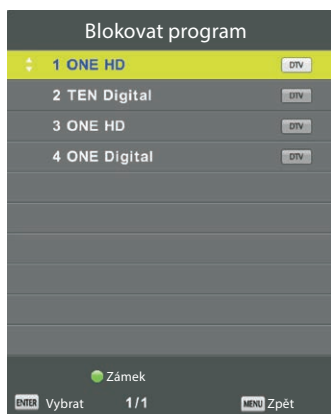 Blokovat program
1 ONE HD DTV
2 TEN Digital DTV
3 ONE HD DTV
4 ONE Digital DTV
Zámek
ENTER Vybrat 1/1 MENU Zpět